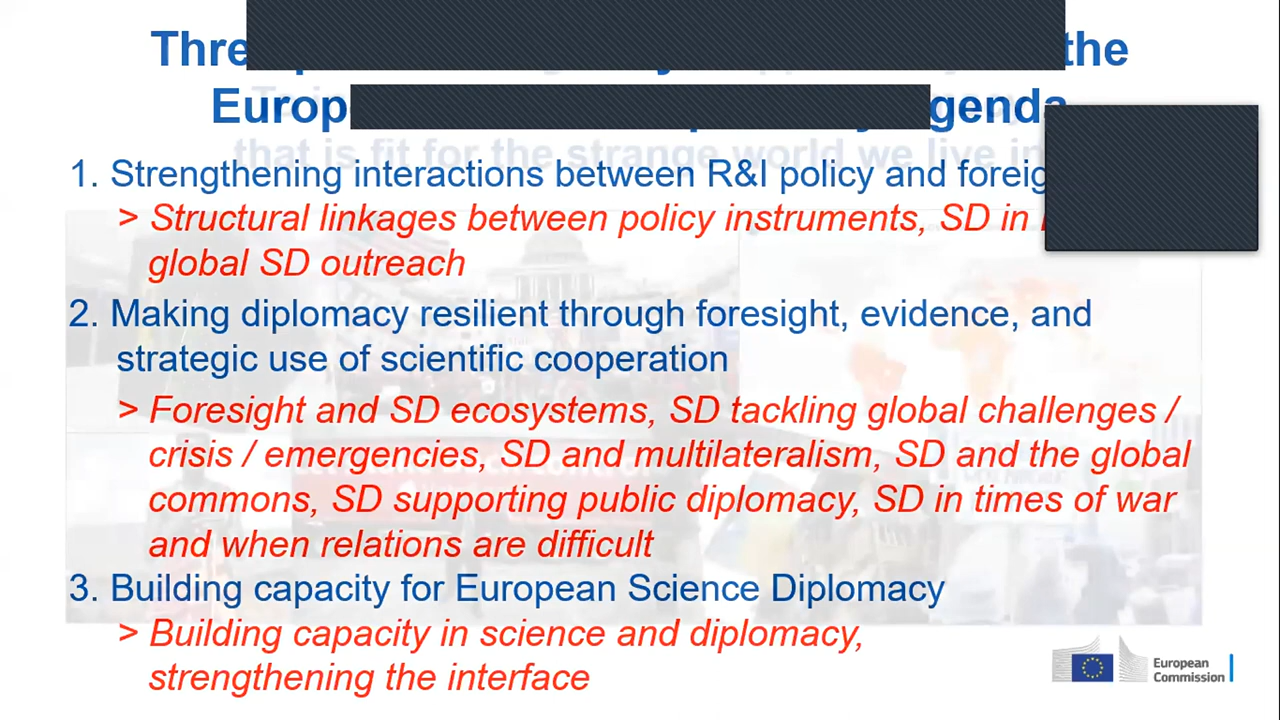 the
1. Strengthening interactions between R&I policy and
> Structural linkages between policy instruments, SD in
global SD outreach
2. Making diplomacy resilient through foresight, evidence, and
strategic use of scientific cooperation
> Foresight and SD ecosystems, SD tackling global challenges /
crisis / emergencies, SD and multilateralism, SD and the global
commons, SD supporting public diplomacy, SD in times of war
and when relations are difficult
3. Building capacity for European Science Diplomacy
> Building capacity in science and diplomacy,
strengthening the interface
European
Commission